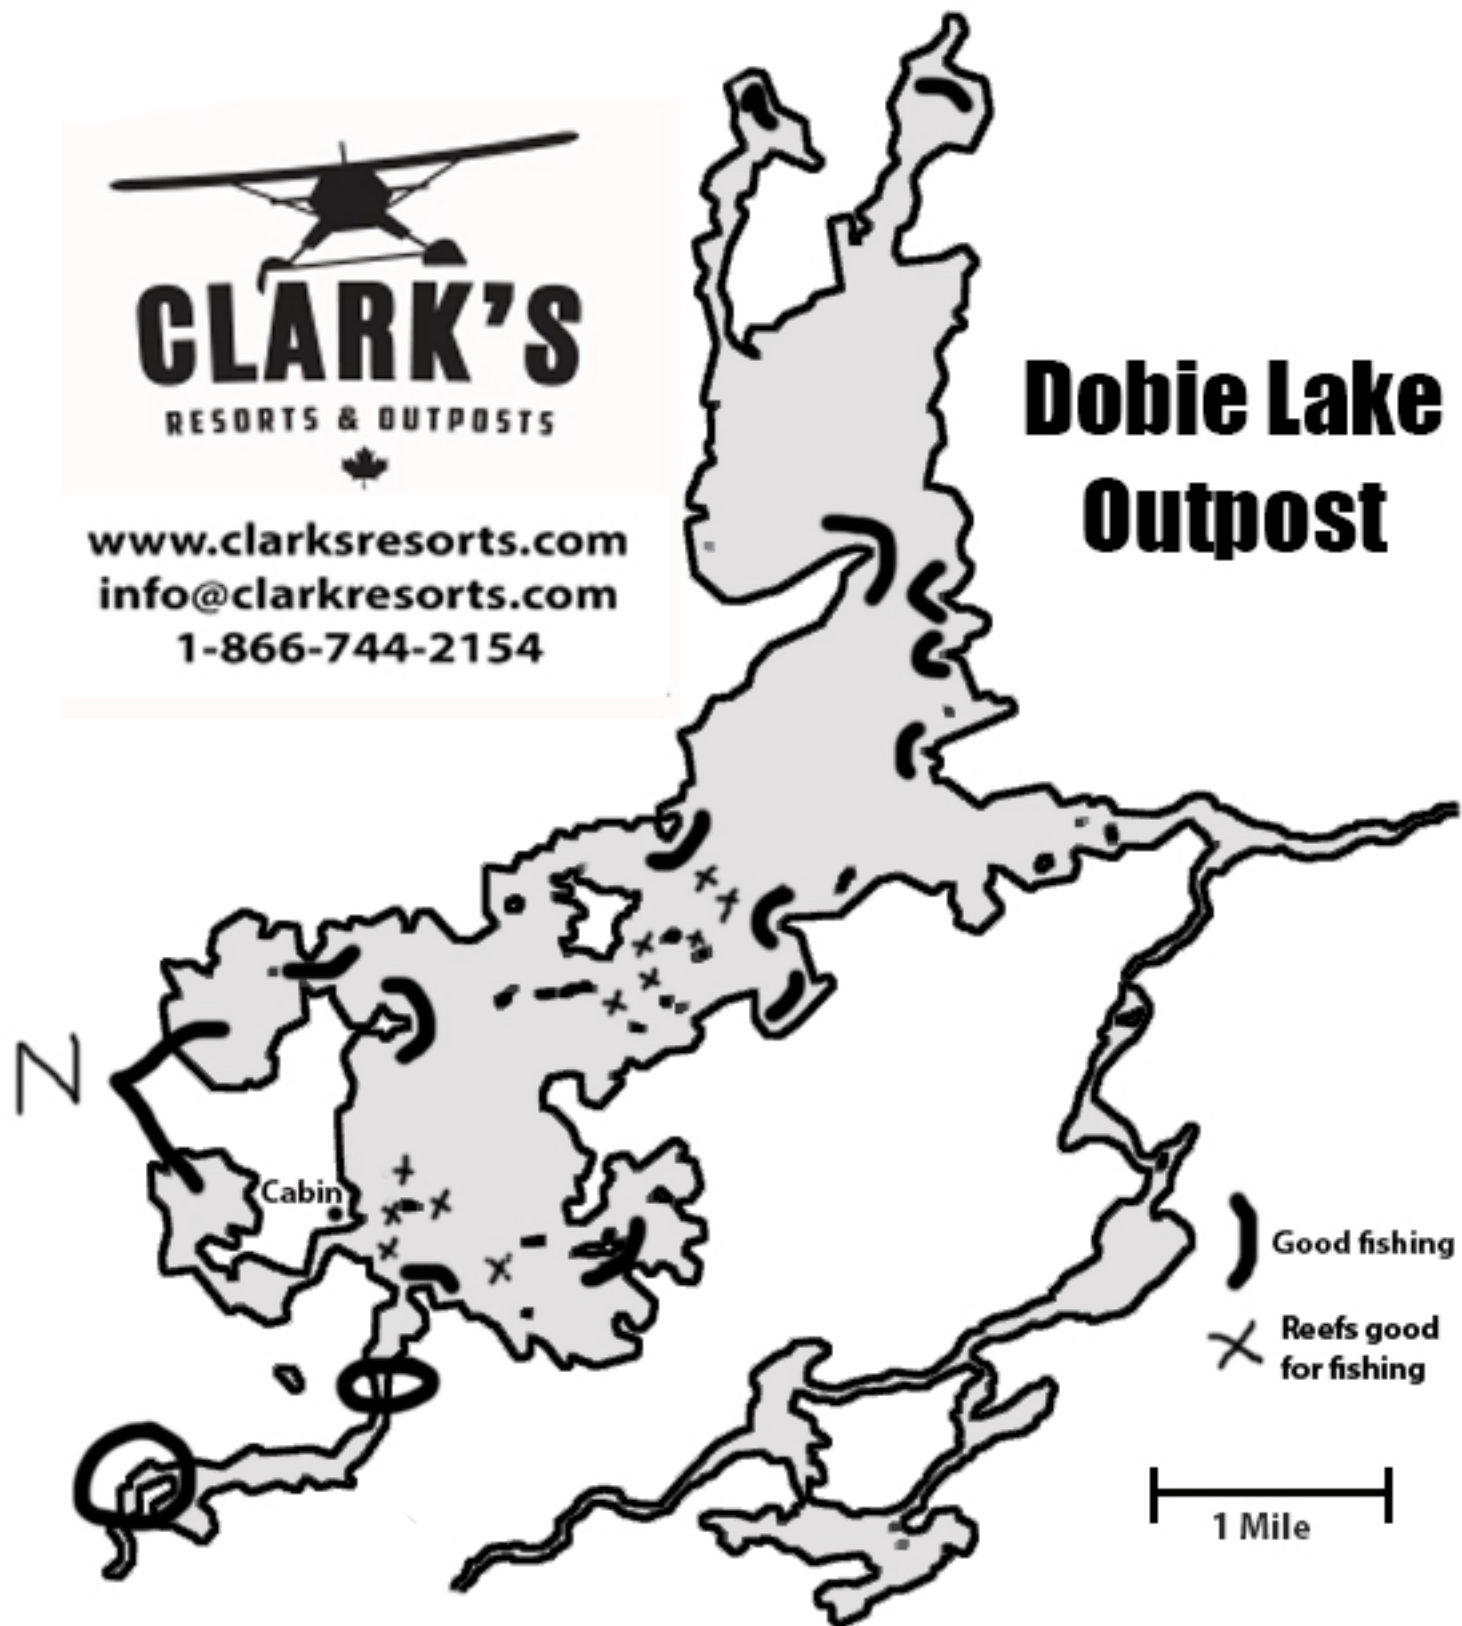 CLARK'S
RESORTS & OUTPOSTS
www.clarksresorts.com
info@clarkresorts.com
1-866-744-2154
Dobie Lake
Outpost
N
Cabin
Good fishing
Reefs good
for fishing
1 Mile